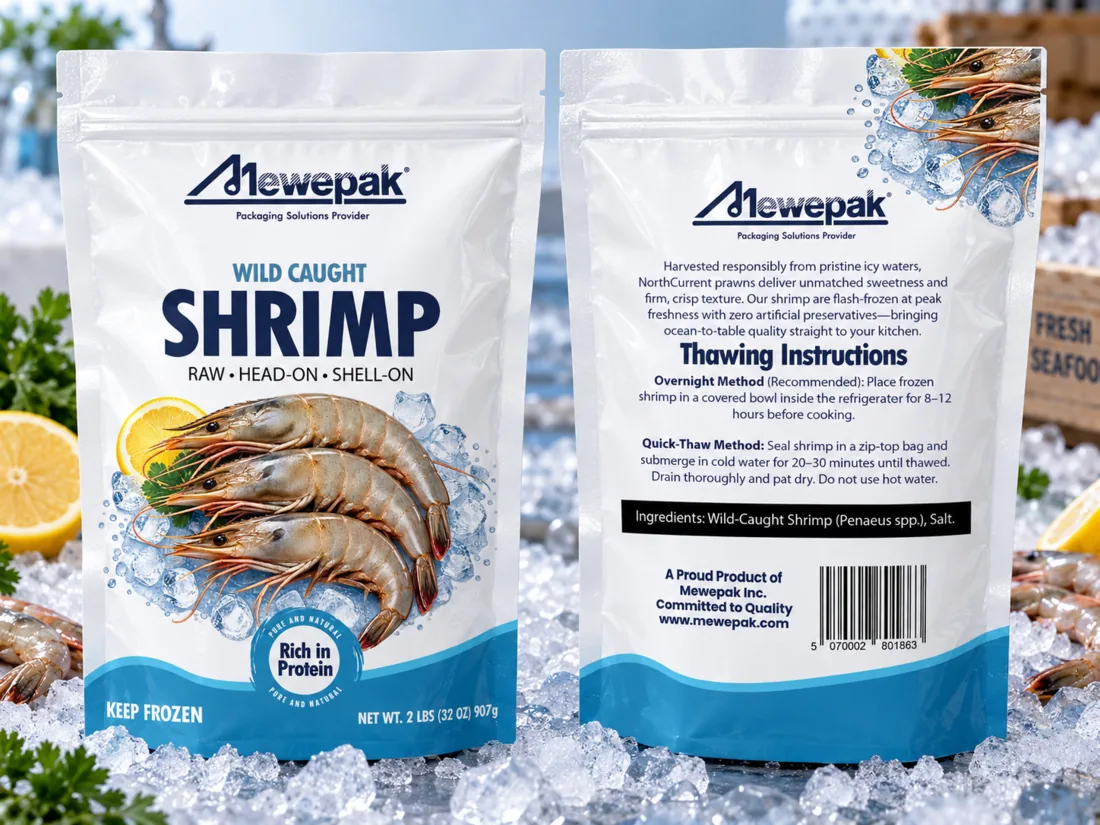 Mewepak®
Packaging Solutions Provider
WILD CAUGHT
SHRIMP
RAW • HEAD-ON • SHELL-ON
PURE AND NATURAL
Rich in
Protein
PURE AND NATURAL
KEEP FROZEN
NET WT. 2 LBS (32 OZ) 907g
Mewepak®
Packaging Solutions Provider
Harvested responsibly from pristine icy waters,
NorthCurrent prawns deliver unmatched sweetness and
firm, crisp texture. Our shrimp are flash-frozen at peak
freshness with zero artificial preservatives—bringing
ocean-to-table quality straight to your kitchen.
Thawing Instructions
Overnight Method (Recommended): Place frozen
shrimp in a covered bowl inside the refrigerater for 8–12
hours before cooking.
Quick-Thaw Method: Seal shrimp in a zip-top bag and
submerge in cold water for 20–30 minutes until thawed.
Drain thoroughly and pat dry. Do not use hot water.
Ingredients: Wild-Caught Shrimp (Penaeus spp.), Salt.
A Proud Product of
Mewepak Inc.
Committed to Quality
www.mewepak.com
5 070002 801863
FRESH
SEAFOO